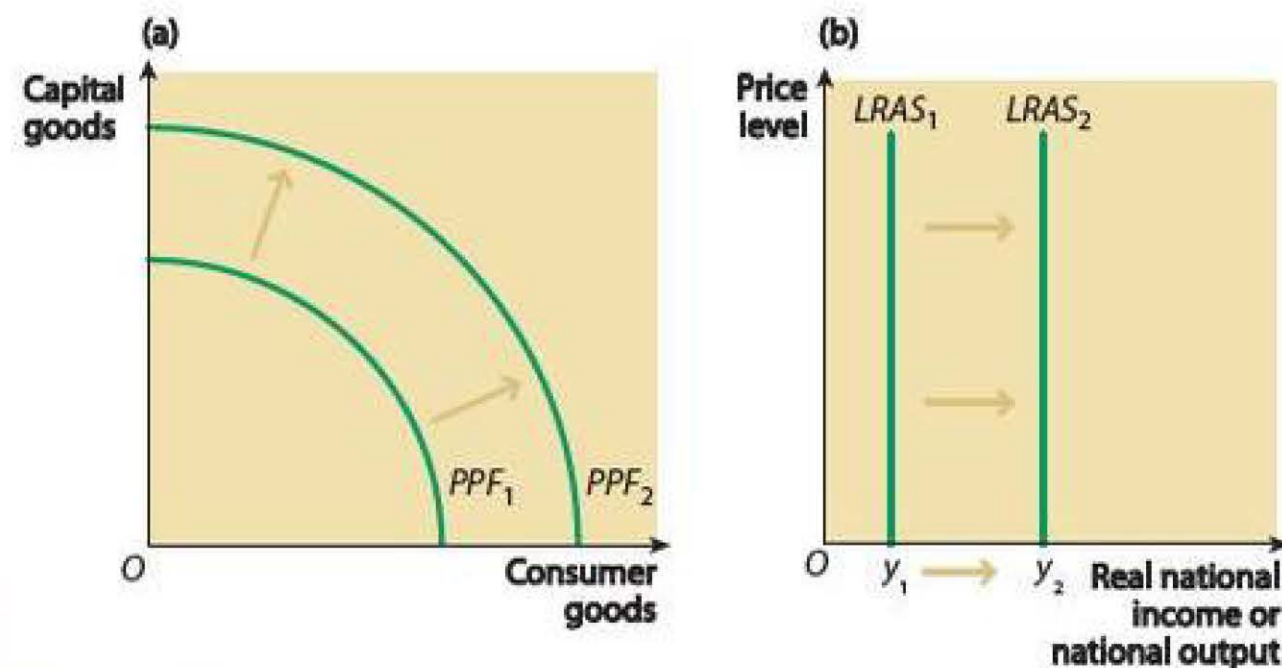 (a)
Capital
goods
PPF₁
PPF₂
O
Consumer
goods
(b)
Price
level
LRAS₁
LRAS₂
O
y₁
y₂
Real national
income or
national output